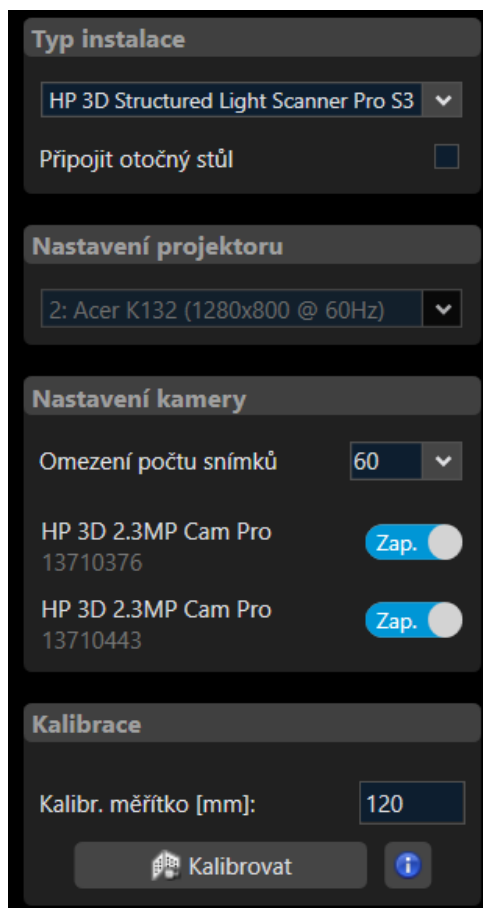 Typ instalace
HP 3D Structured Light Scanner Pro S3
Připojit otočný stůl
Nastavení projektoru
2: Acer K132 (1280x800 @ 60Hz)
Nastavení kamery
Omezení počtu snímků 60
HP 3D 2.3MP Cam Pro
13710376
Zap.
HP 3D 2.3MP Cam Pro
13710443
Zap.
Kalibrace
Kalibr. měřítko [mm]: 120
Kalibrovat